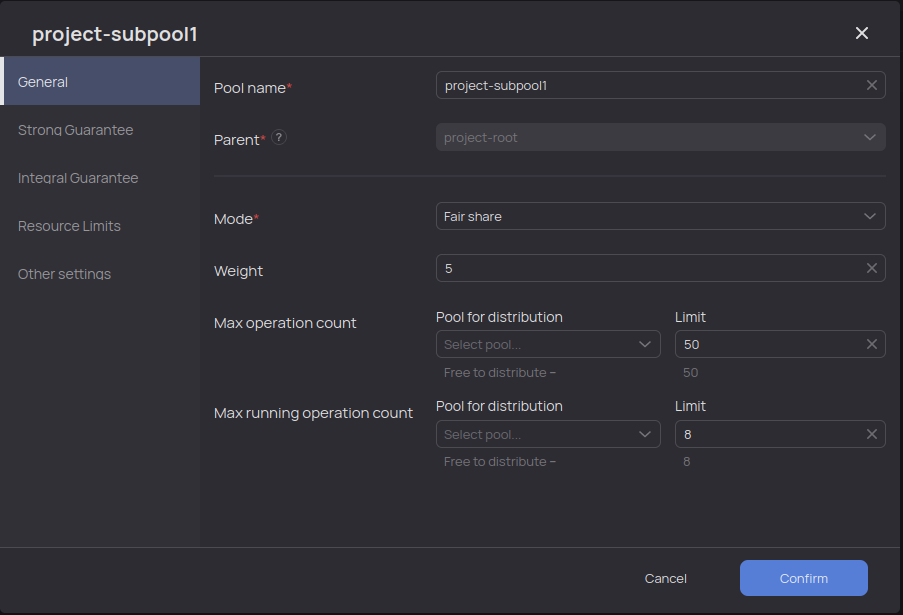 project-subpool1
General
Strong Guarantee
Integral Guarantee
Resource Limits
Other settings
Pool name*
project-subpool1
Parent* ?
project-root
Mode*
Fair share
Weight
5
Max operation count
Pool for distribution
Limit
Select pool...
50
Free to distribute –
50
Max running operation count
Pool for distribution
Limit
Select pool...
8
Free to distribute –
8
Cancel
Confirm